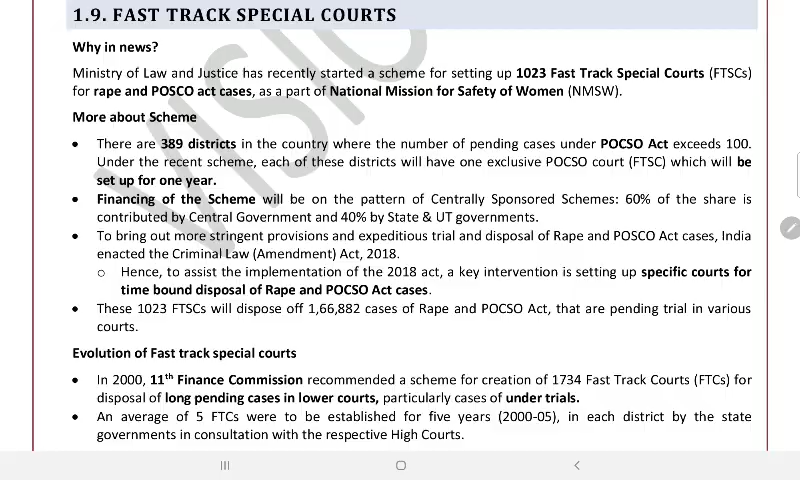 1.9. FAST TRACK SPECIAL COURTS
Why in news?
Ministry of Law and Justice has recently started a scheme for setting up 1023 Fast Track Special Courts (FTSCs)
for rape and POSCO act cases, as a part of National Mission for Safety of Women (NMSW).
More about Scheme
• There are 389 districts in the country where the number of pending cases under POCSO Act exceeds 100.
Under the recent scheme, each of these districts will have one exclusive POCSO court (FTSC) which will be
set up for one year.
• Financing of the Scheme will be on the pattern of Centrally Sponsored Schemes: 60% of the share is
contributed by Central Government and 40% by State & UT governments.
• To bring out more stringent provisions and expeditious trial and disposal of Rape and POSCO Act cases, India
enacted the Criminal Law (Amendment) Act, 2018.
o Hence, to assist the implementation of the 2018 act, a key intervention is setting up specific courts for
time bound disposal of Rape and POCSO Act cases.
• These 1023 FTSCs will dispose off 1,66,882 cases of Rape and POCSO Act, that are pending trial in various
courts.
Evolution of Fast track special courts
• In 2000, 11th Finance Commission recommended a scheme for creation of 1734 Fast Track Courts (FTCs) for
disposal of long pending cases in lower courts, particularly cases of under trials.
• An average of 5 FTCs were to be established for five years (2000-05), in each district by the state
governments in consultation with the respective High Courts.